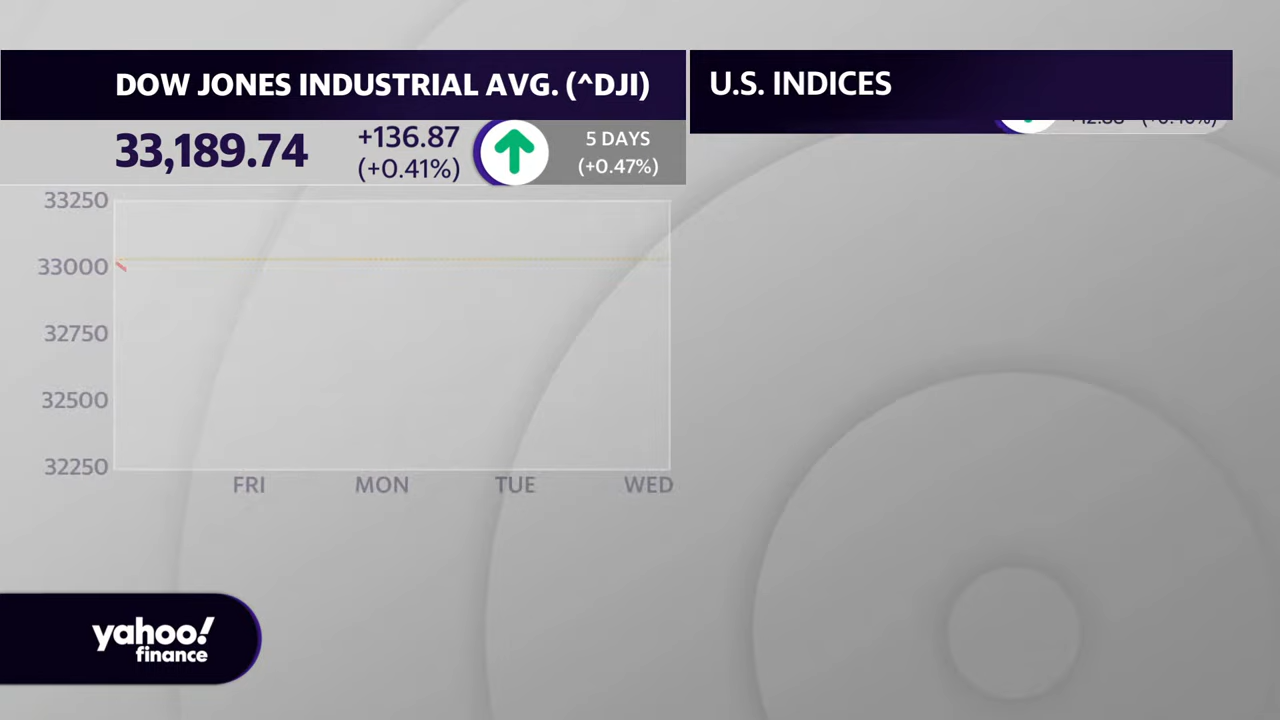 DOW JONES INDUSTRIAL AVG. (^DJI)
33,189.74
+136.87
(+0.41%)
5 DAYS
(+0.47%)
33250
33000
32750
32500
32250
FRI MON TUE WED
U.S. INDICES
yahoo!
finance